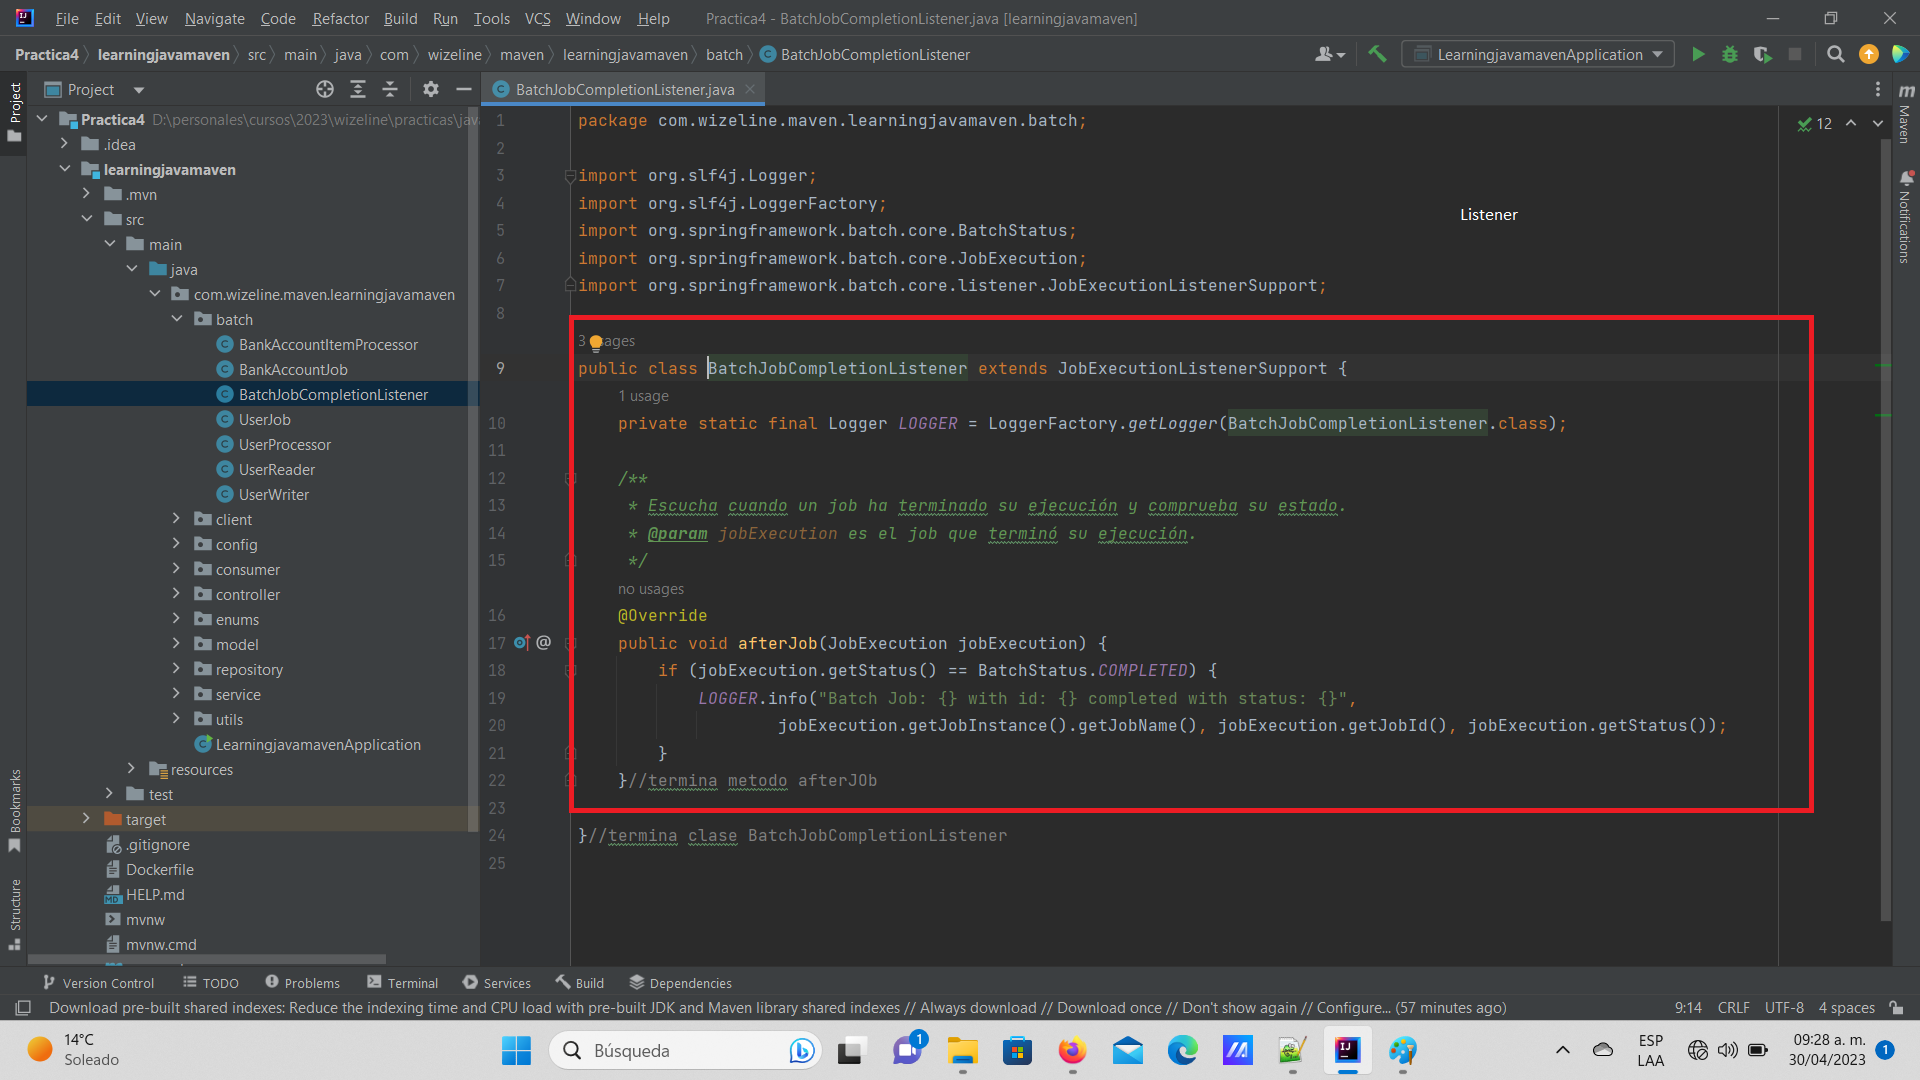 File Edit View Navigate Code Refactor Build Run Tools VCS Window Help Practica4 - BatchJobCompletionListener.java [learningjavamaven]
Practica4 learningjavamaven src main java com wizeline maven learningjavamaven batch BatchJobCompletionListener
LearningjavamavenApplication
Project
BatchJobCompletionListener.java
Project
Practica4 D:\personales\cursos\2023\wizeline\practicas\java
.idea
learningjavamaven
.mvn
src
main
java
com.wizeline.maven.learningjavamaven
batch
BankAccountItemProcessor
BankAccountJob
BatchJobCompletionListener
UserJob
UserProcessor
UserReader
UserWriter
client
config
consumer
controller
enums
model
repository
service
utils
LearningjavamavenApplication
resources
test
target
.gitignore
Dockerfile
HELP.md
mvnw
mvnw.cmd
Bookmarks
Structure
1 package com.wizeline.maven.learningjavamaven.batch;
2
3 import org.slf4j.Logger;
4 import org.slf4j.LoggerFactory;
5 import org.springframework.batch.core.BatchStatus;
6 import org.springframework.batch.core.JobExecution;
7 import org.springframework.batch.core.listener.JobExecutionListenerSupport;
8
3 usages
9 public class BatchJobCompletionListener extends JobExecutionListenerSupport {
1 usage
10 private static final Logger LOGGER = LoggerFactory.getLogger(BatchJobCompletionListener.class);
11
12 /**
13 * Escucha cuando un job ha terminado su ejecución y comprueba su estado.
14 * @param jobExecution es el job que terminó su ejecución.
15 */
no usages
16 @Override
17 @ public void afterJob(JobExecution jobExecution) {
18 if (jobExecution.getStatus() == BatchStatus.COMPLETED) {
19 LOGGER.info("Batch Job: {} with id: {} completed with status: {}",
20 jobExecution.getJobInstance().getJobName(), jobExecution.getJobId(), jobExecution.getStatus());
21 }
22 }//termina metodo afterJOb
23
24 }//termina clase BatchJobCompletionListener
25
12
Listener
m Maven
Notifications
Version Control TODO Problems Terminal Services Build Dependencies
Download pre-built shared indexes: Reduce the indexing time and CPU load with pre-built JDK and Maven library shared indexes // Always download // Download once // Don't show again // Configure... (57 minutes ago) 9:14 CRLF UTF-8 4 spaces
14°C
Soleado
Búsqueda
1
ESP
LAA
09:28 a. m.
30/04/2023
1